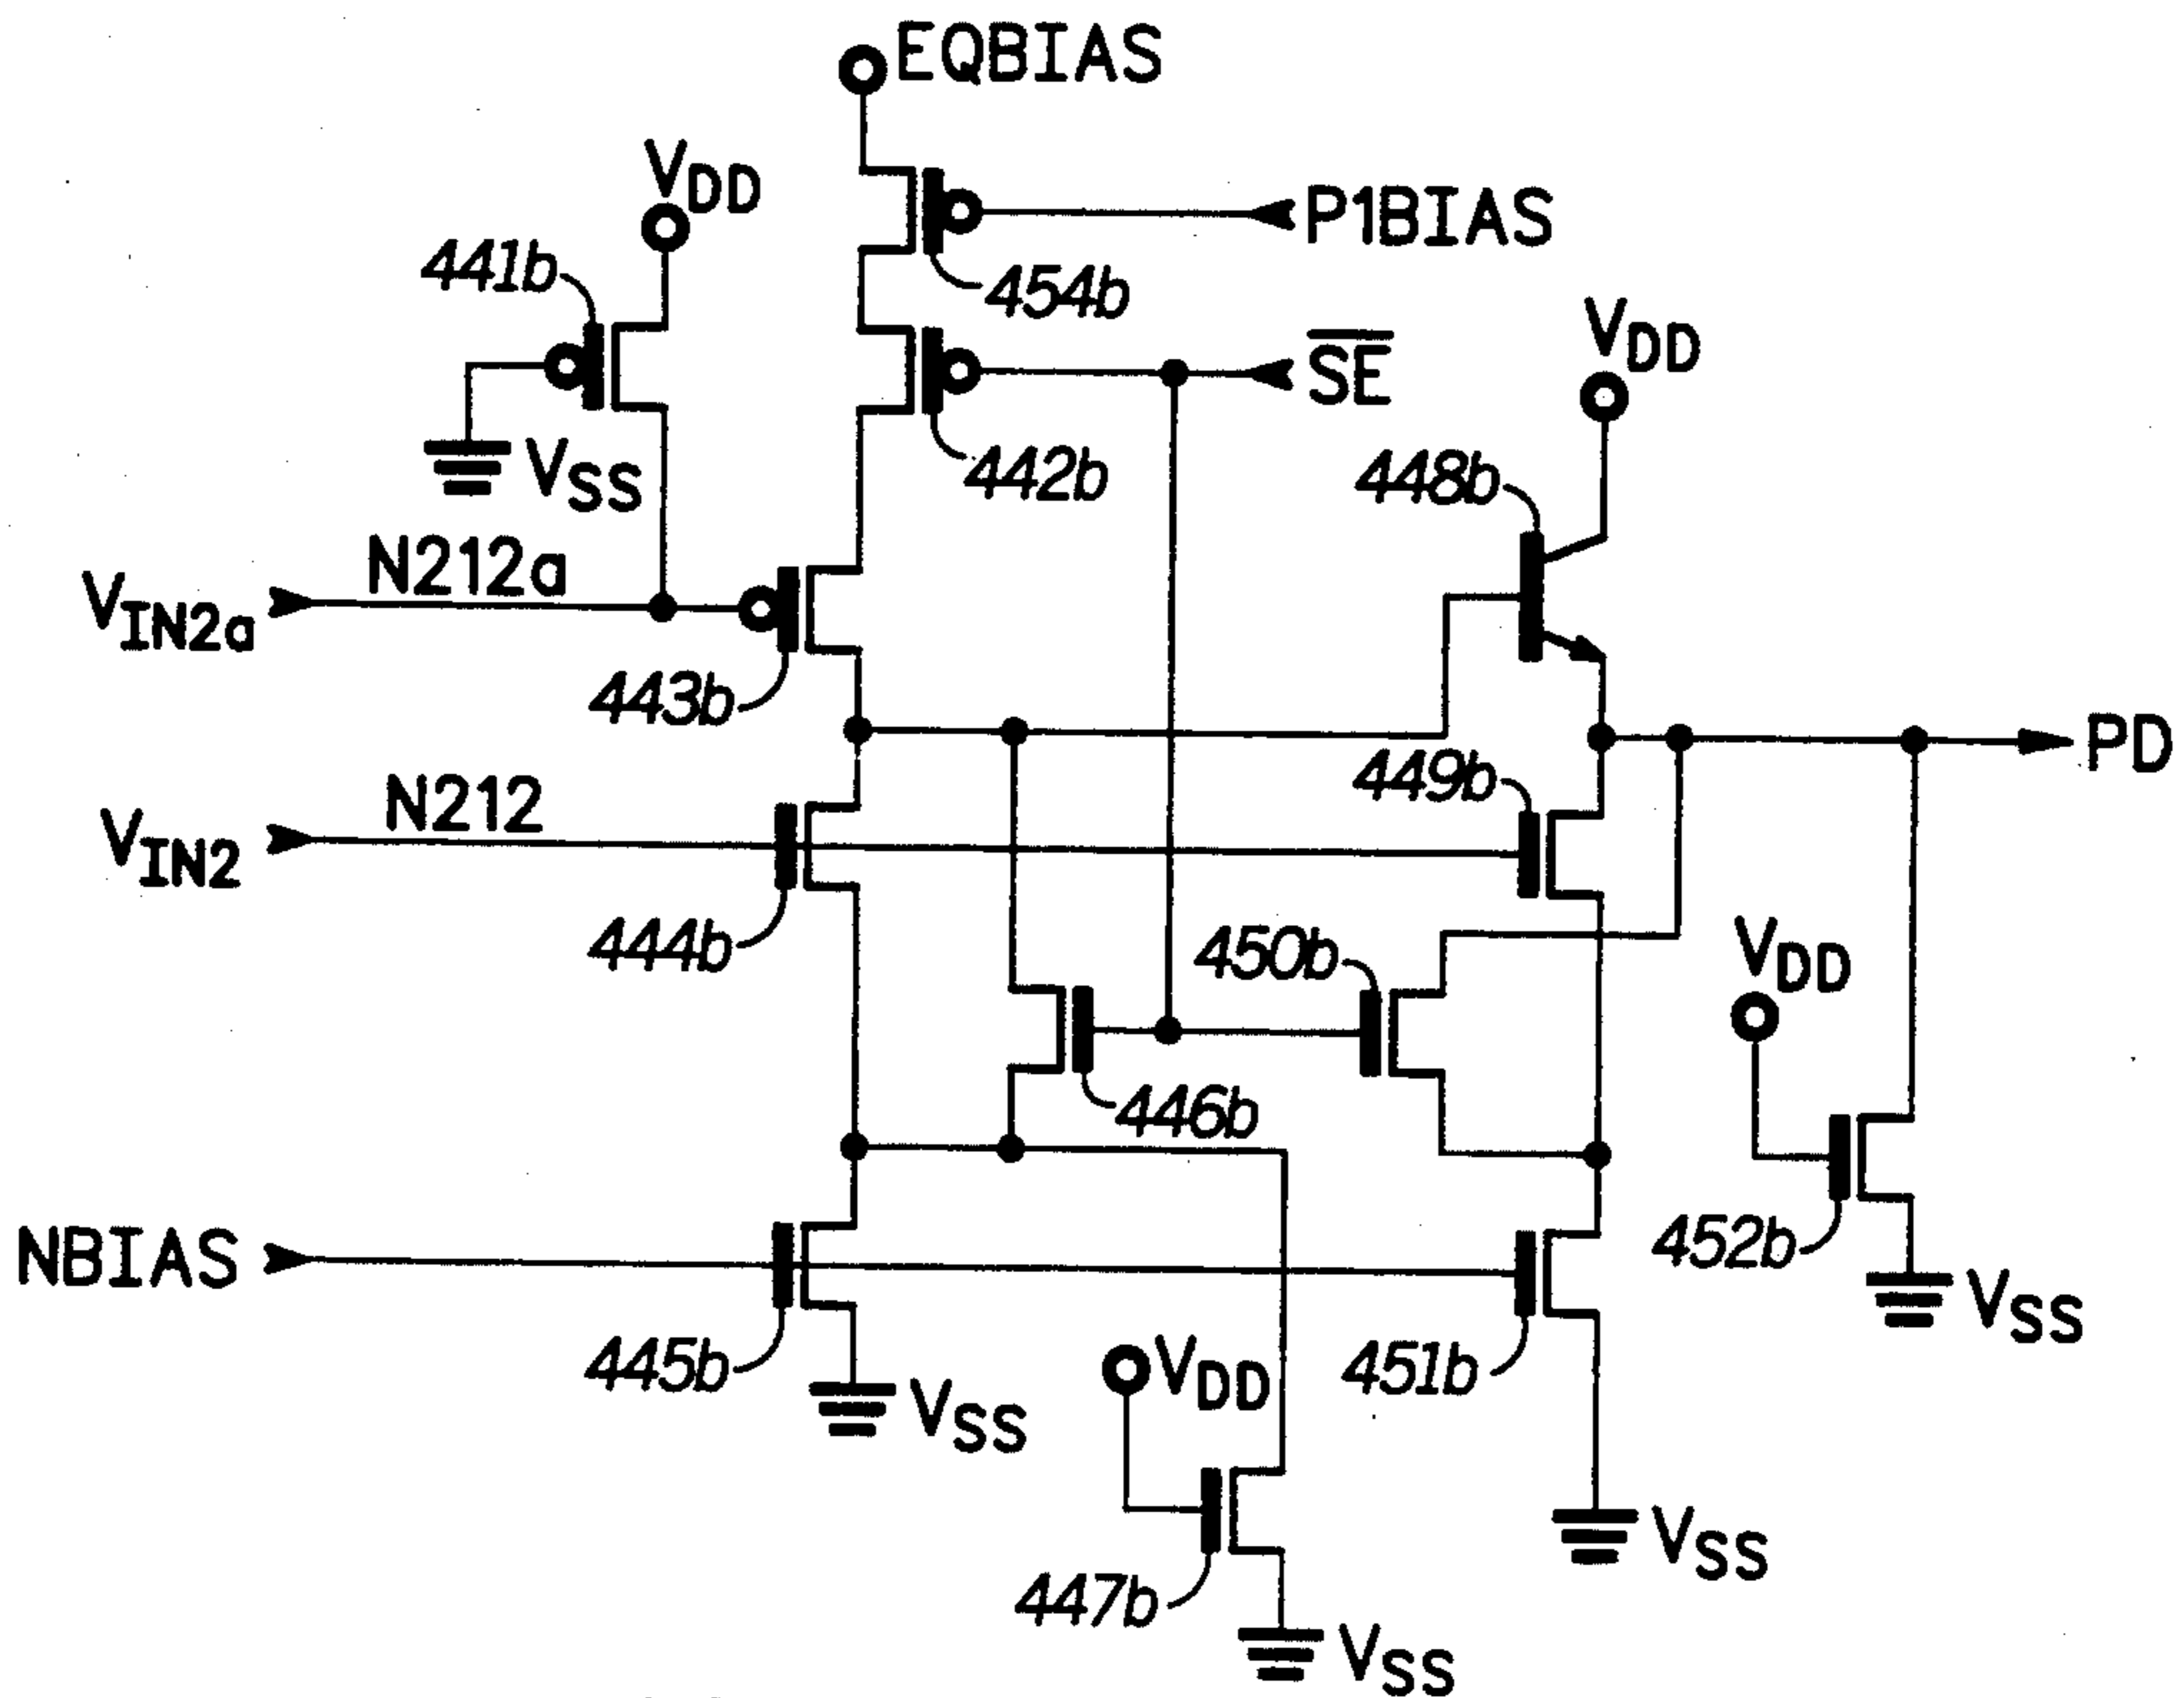 EQBIAS
VDD
P1BIAS
441b
454b
VDD
SE
VSS
442b
448b
N212a
VIN2a
443b
PD
449b
N212
VIN2
444b
450b
VDD
446b
NBIAS
452b
VSS
445b
VDD
451b
VSS
VSS
447b
VSS